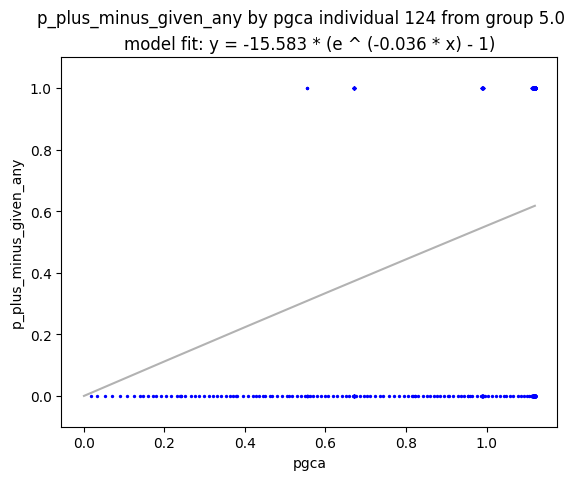 p_plus_minus_given_any by pgca individual 124 from group 5.0
model fit: y = -15.583 * (e ^ (-0.036 * x) - 1)
1.0
0.8
0.6
0.4
0.2
0.0
p_plus_minus_given_any
0.0 0.2 0.4 0.6 0.8 1.0
pgca